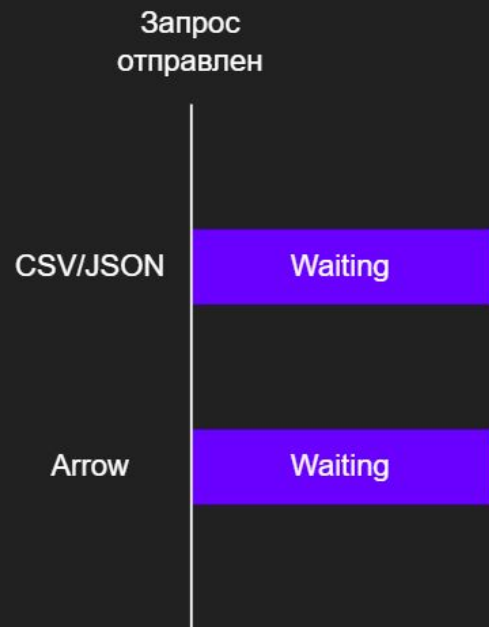 Запрос
отправлен
CSV/JSON
Waiting
Arrow
Waiting